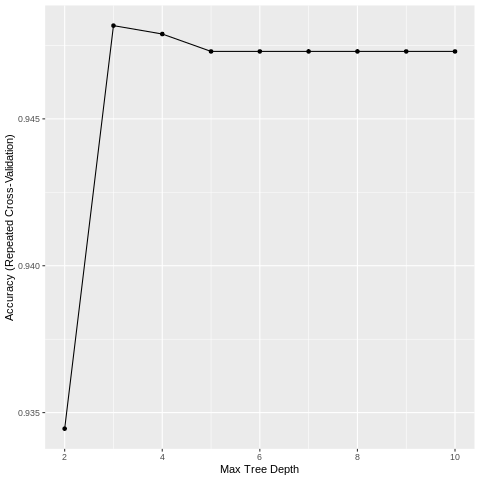 Accuracy (Repeated Cross-Validation)
0.945
0.940
0.935
2 4 6 8 10
Max Tree Depth